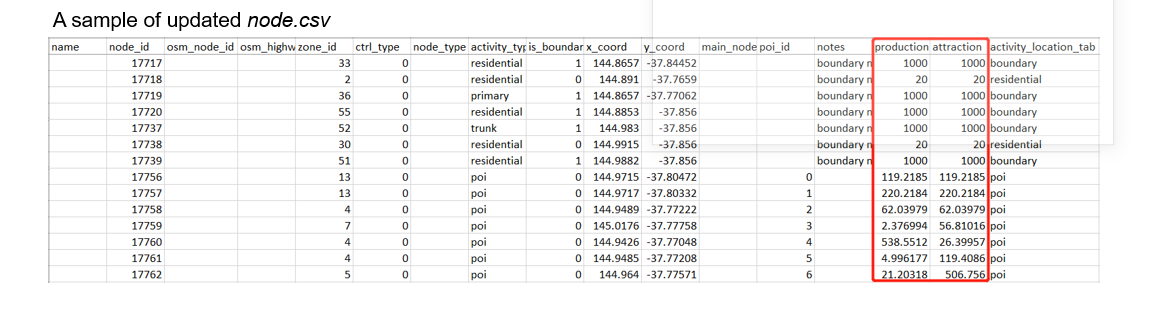 A sample of updated node.csv
name node_id osm_node_id osm_highw zone_id ctrl_type node_type activity_typ is_boundar x_coord y_coord main_node poi_id notes production attraction activity_location_tab
17717 33 0 residential 1 144.8657 -37.84452 boundary n 1000 1000 boundary
17718 2 0 residential 0 144.891 -37.7659 boundary n 20 20 residential
17719 36 0 primary 1 144.8657 -37.77062 boundary n 1000 1000 boundary
17720 55 0 residential 1 144.8853 -37.856 boundary n 1000 1000 boundary
17737 52 0 trunk 1 144.983 -37.856 boundary n 1000 1000 boundary
17738 30 0 residential 0 144.9915 -37.856 boundary n 20 20 residential
17739 51 0 residential 1 144.9882 -37.856 boundary n 1000 1000 boundary
17756 13 0 poi 0 144.9715 -37.80472 0 119.2185 119.2185 poi
17757 13 0 poi 0 144.9717 -37.80332 1 220.2184 220.2184 poi
17758 4 0 poi 0 144.9489 -37.77222 2 62.03979 62.03979 poi
17759 7 0 poi 0 145.0176 -37.77758 3 2.376994 56.81016 poi
17760 4 0 poi 0 144.9426 -37.77048 4 538.5512 26.39957 poi
17761 4 0 poi 0 144.9485 -37.77208 5 4.996177 119.4086 poi
17762 5 0 poi 0 144.964 -37.77571 6 21.20318 506.756 poi